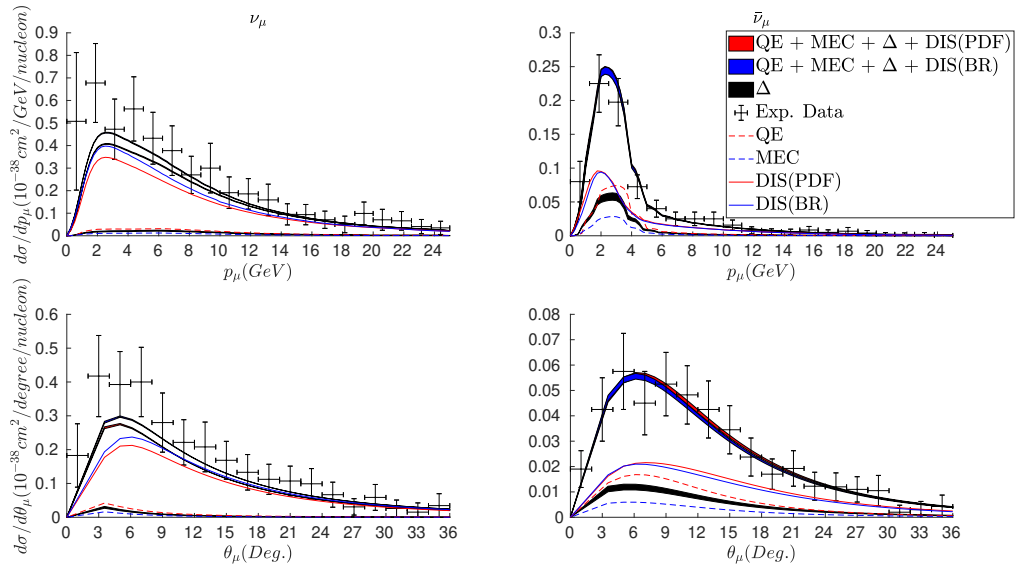 ν_μ
ν̄_μ
dσ/dp_μ(10^{-38}cm^2/GeV/nucleon)
0.9
0.8
0.7
0.6
0.5
0.4
0.3
0.2
0.1
0
0 2 4 6 8 10 12 14 16 18 20 22 24
p_μ(GeV)
0.3
0.25
0.2
0.15
0.1
0.05
0
0 2 4 6 8 10 12 14 16 18 20 22 24
p_μ(GeV)
QE + MEC + Δ + DIS(PDF)
QE + MEC + Δ + DIS(BR)
Δ
Exp. Data
QE
MEC
DIS(PDF)
DIS(BR)
dσ/dθ_μ(10^{-38}cm^2/degree/nucleon)
0.6
0.5
0.4
0.3
0.2
0.1
0
0 3 6 9 12 15 18 21 24 27 30 33 36
θ_μ(Deg.)
0.08
0.07
0.06
0.05
0.04
0.03
0.02
0.01
0
0 3 6 9 12 15 18 21 24 27 30 33 36
θ_μ(Deg.)